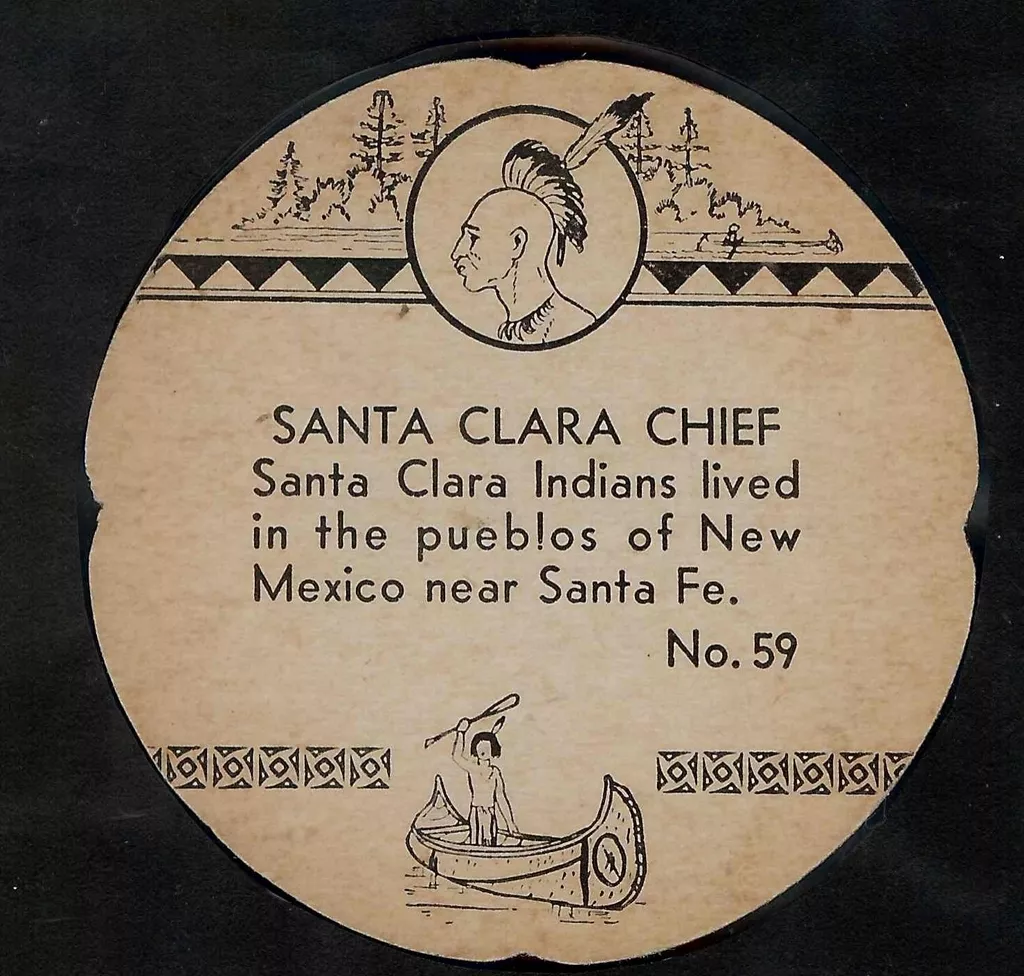 SANTA CLARA CHIEF
Santa Clara Indians lived
in the pueblos of New
Mexico near Santa Fe.
No. 59